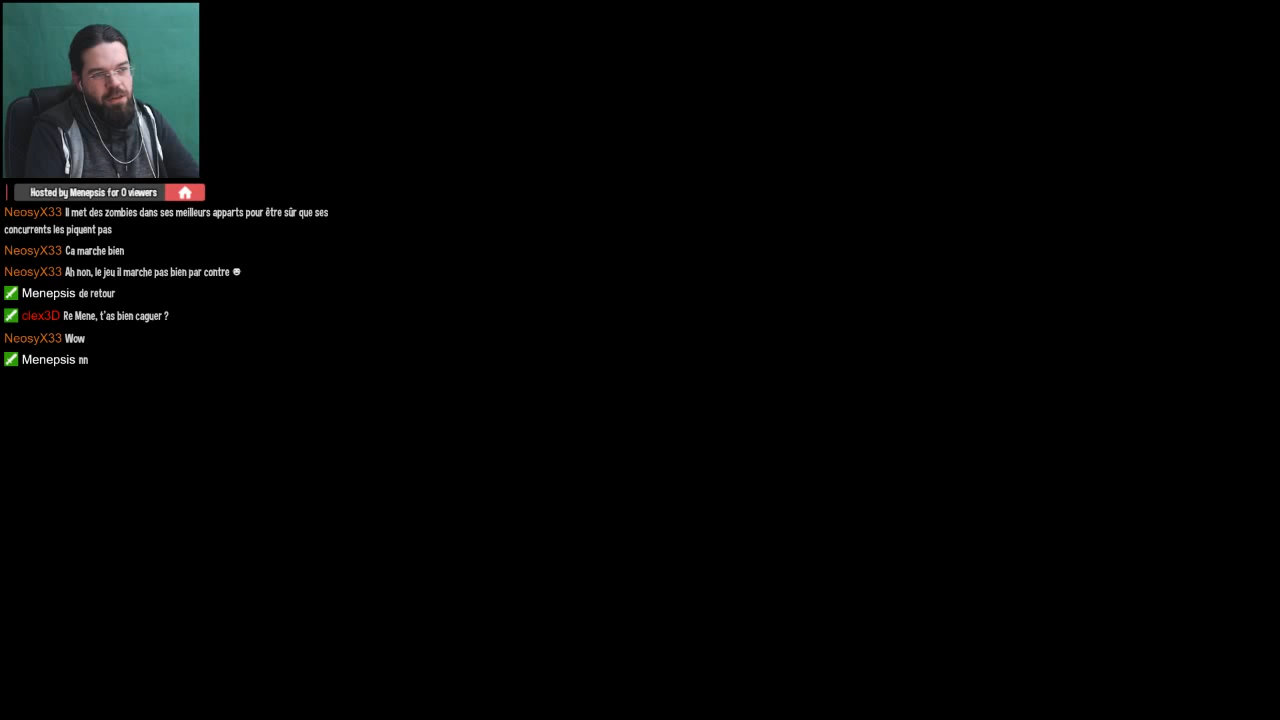 Hosted by Menepsis for 0 viewers
NeosyX33 Il met des zombies dans ses meilleurs apparts pour être sûr que ses
concurrents les piquent pas
NeosyX33 Ca marche bien
NeosyX33 Ah non, le jeu il marche pas bien par contre
Menepsis de retour
clex3D Re Mene, t'as bien caguer ?
NeosyX33 Wow
Menepsis nn